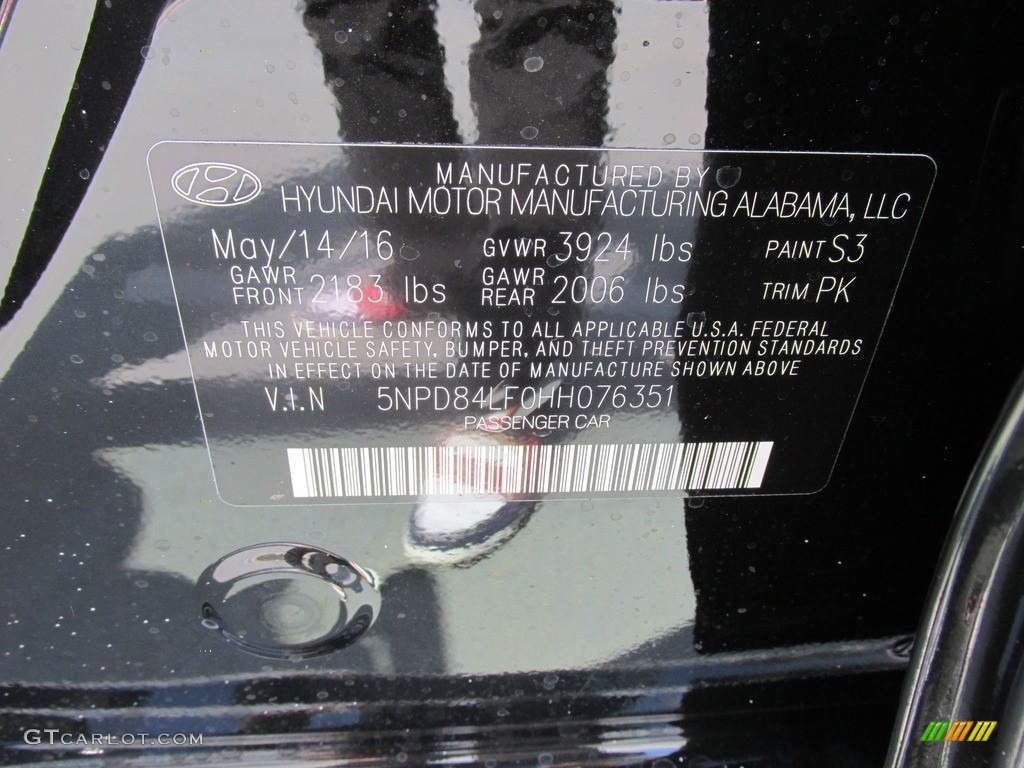 MANUFACTURED BY
HYUNDAI MOTOR MANUFACTURING ALABAMA, LLC
May/14/16 GVWR 3924 lbs PAINT S3
GAWR FRONT 2183 lbs GAWR REAR 2006 lbs TRIM PK
THIS VEHICLE CONFORMS TO ALL APPLICABLE U.S.A. FEDERAL
MOTOR VEHICLE SAFETY, BUMPER, AND THEFT PREVENTION STANDARDS
IN EFFECT ON THE DATE OF MANUFACTURE SHOWN ABOVE
V.I.N 5NPD84LF0HH076351
PASSENGER CAR
GTCARLOT.COM